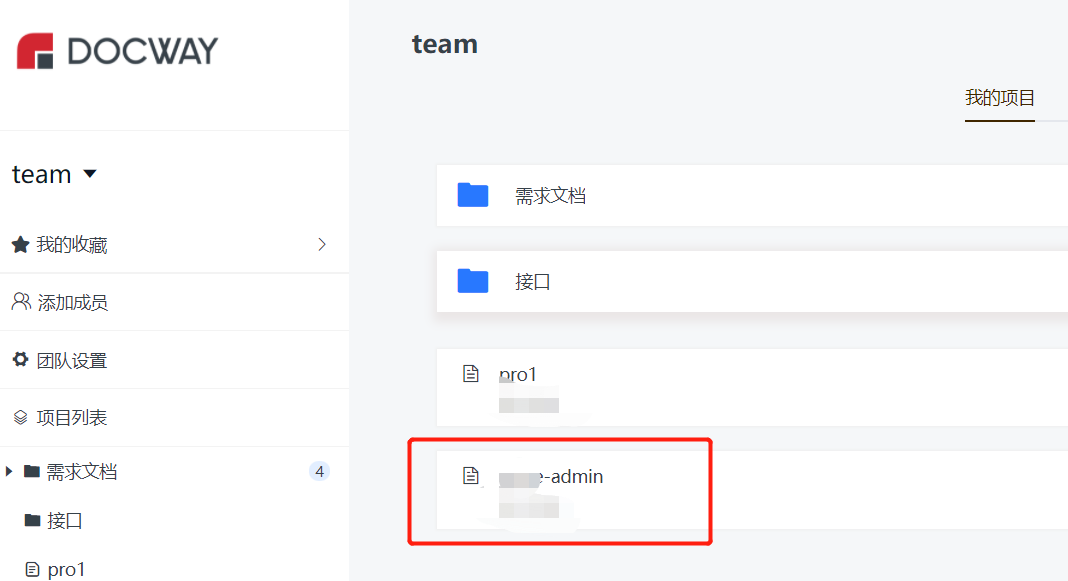 DOCWAY
team
我的收藏
添加成员
团队设置
项目列表
需求文档 4
接口
pro1
team
我的项目
需求文档
接口
pro1
-admin